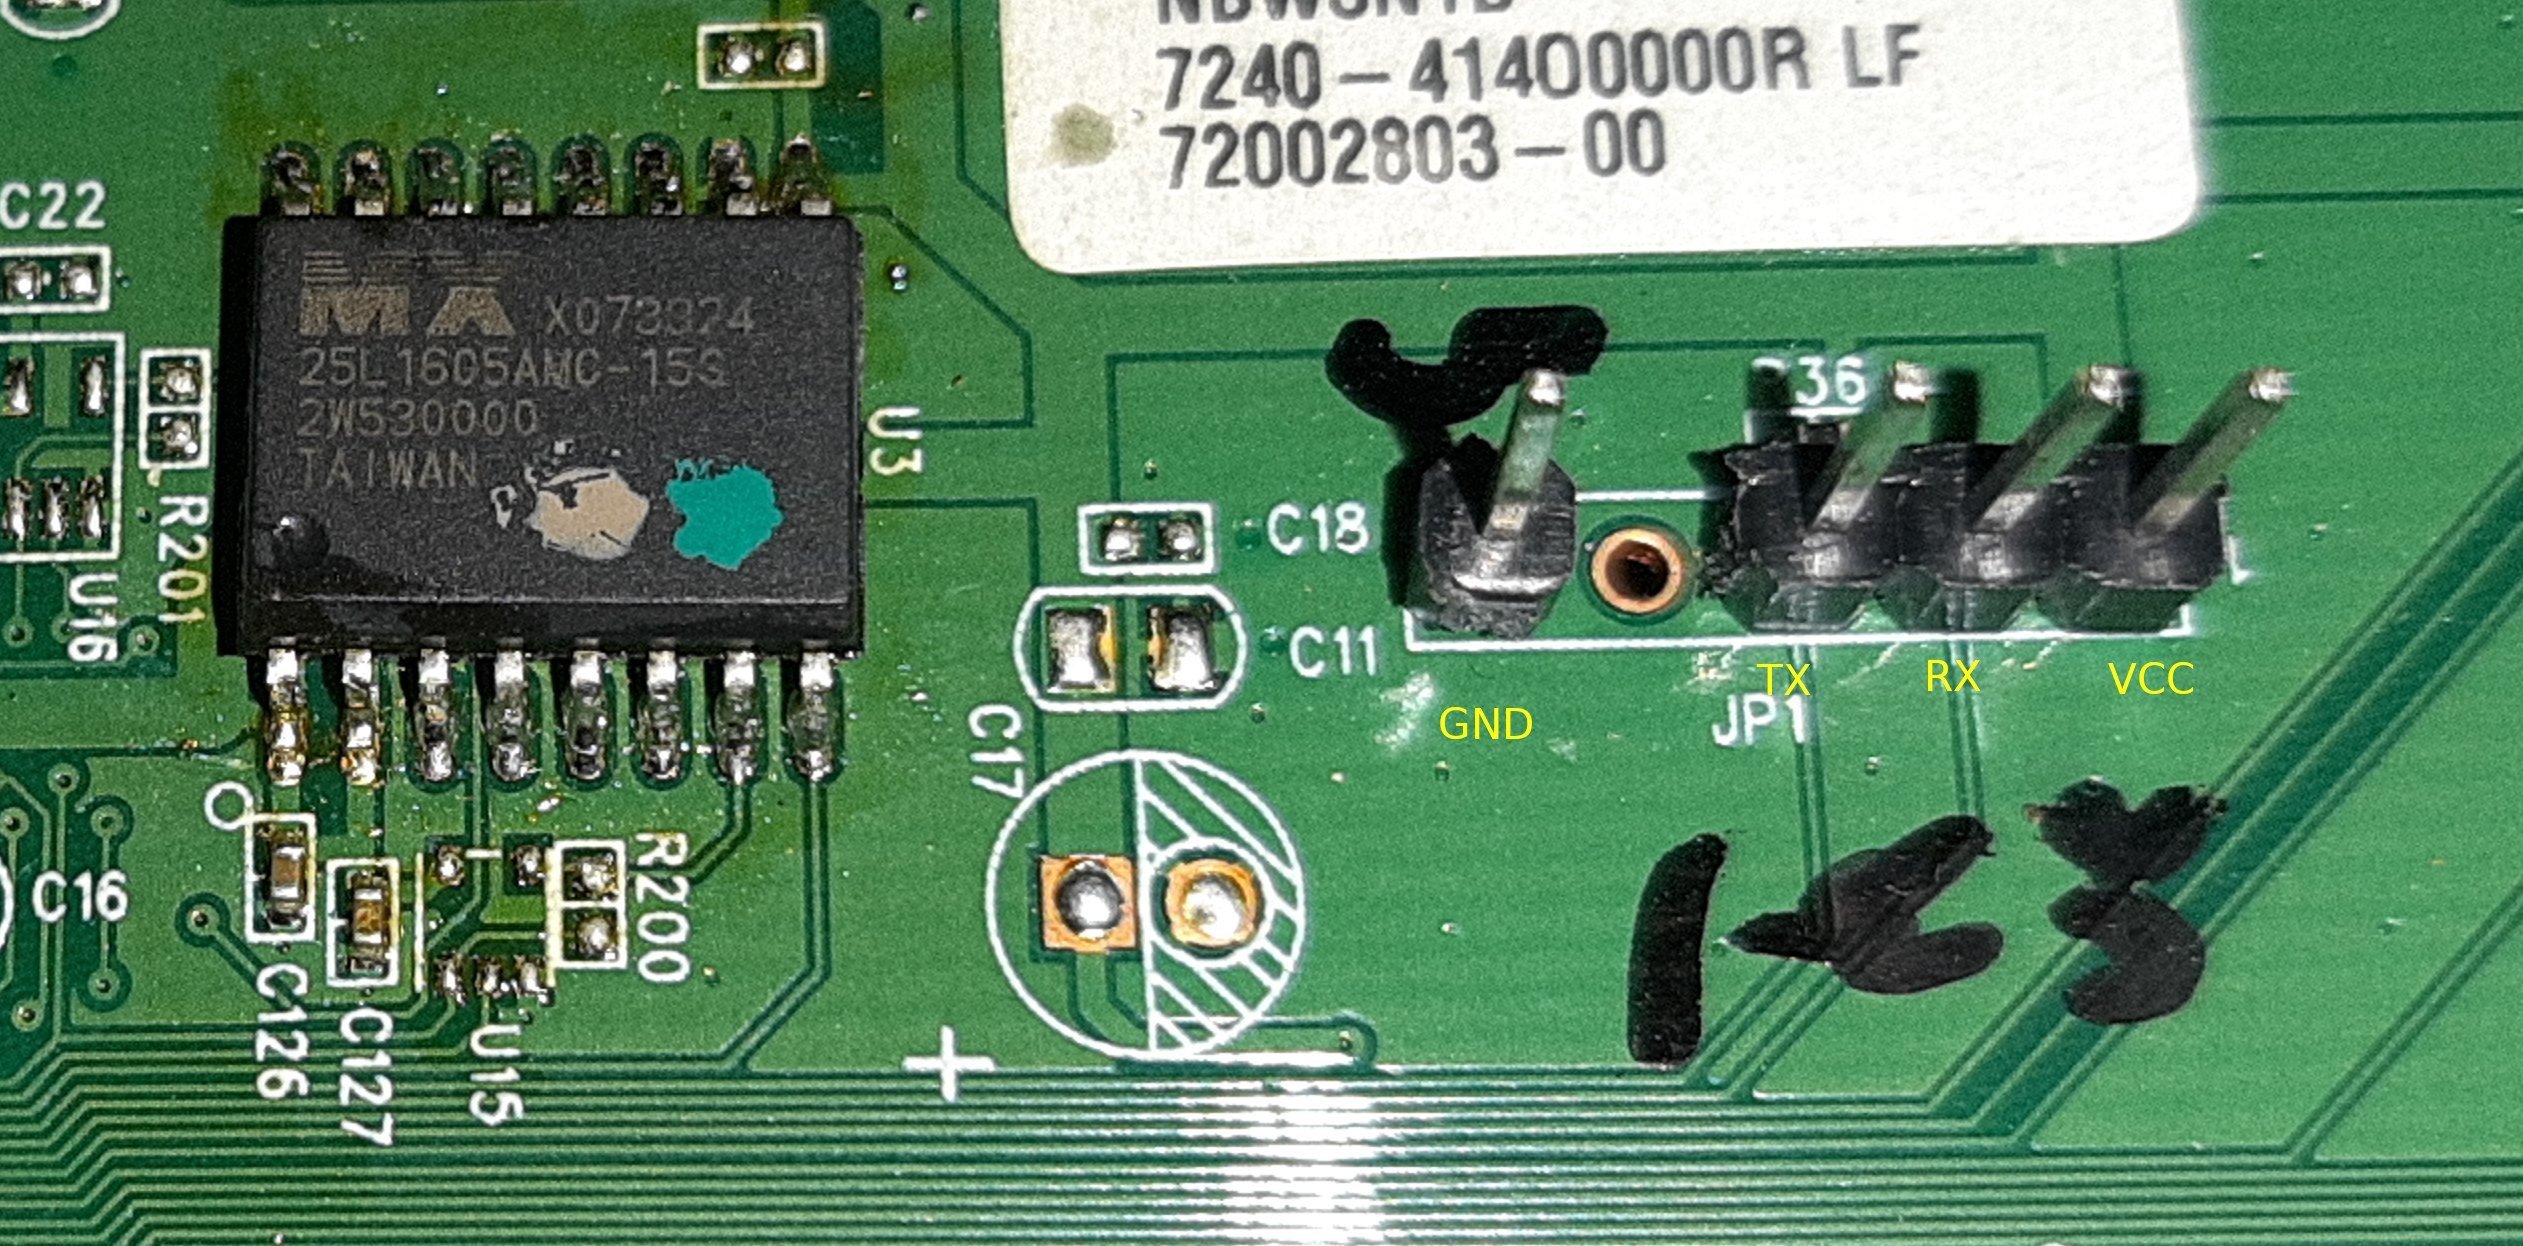 7240-41400000R LF
72002803-00
C22
MX X073324
25L1605AMC-15G
2W530000
TAIWAN
U3
R201
U16
36
C18
C11
C17
GND
TX
RX
VCC
JP1
C16
R200
C126
C127
U15
+